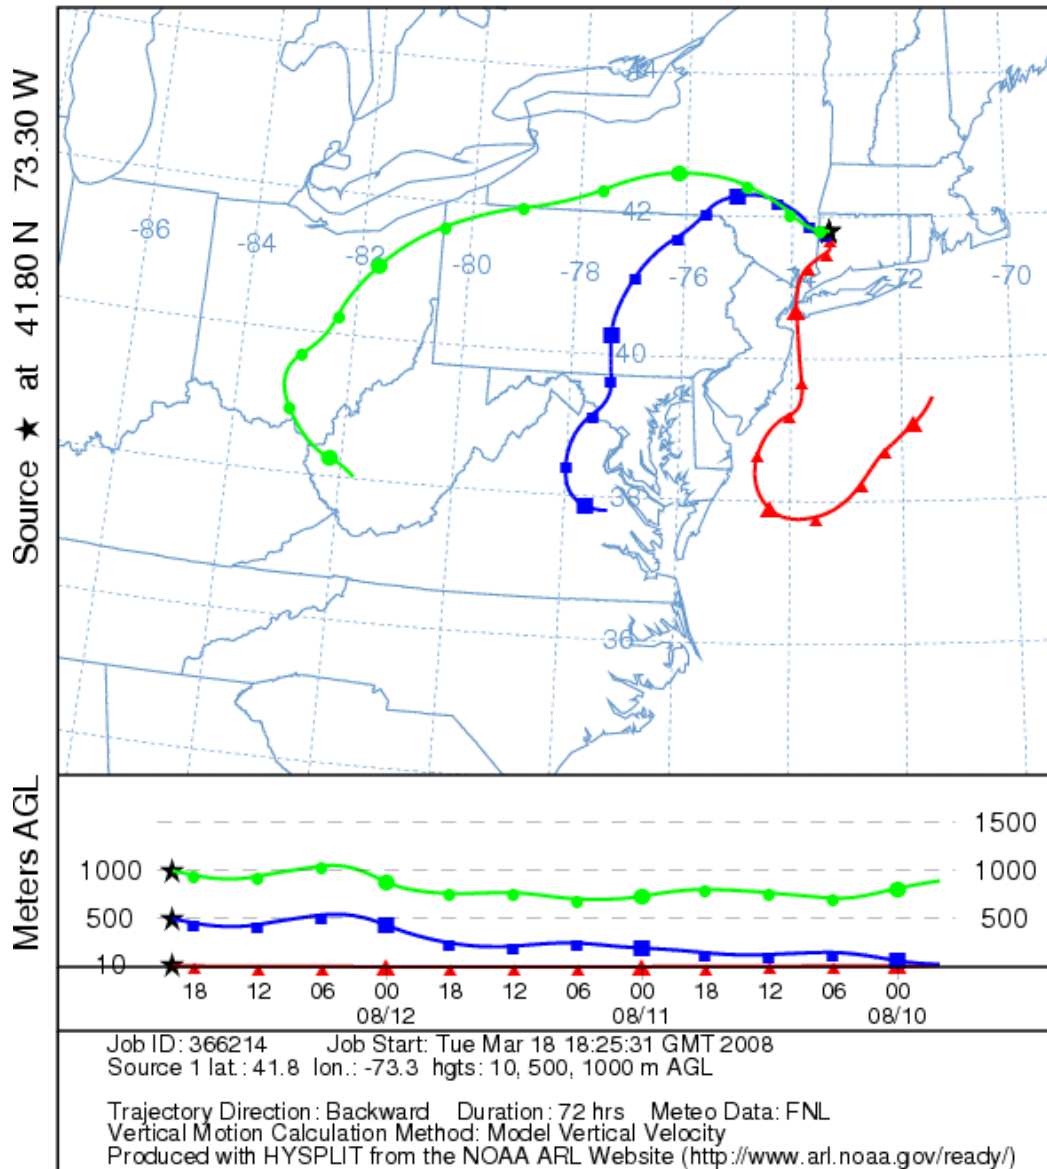 Source ★ at 41.80 N 73.30 W
44
42
-86
-84
-82
-80
-78
-76
-72
-70
40
38
36
Meters AGL
1500
1000
1000
500
500
10
18 12 06 00 18 12 06 00 18 12 06 00
08/12 08/11 08/10
Job ID: 366214 Job Start: Tue Mar 18 18:25:31 GMT 2008
Source 1 lat.: 41.8 lon.: -73.3 hgts: 10, 500, 1000 m AGL
Trajectory Direction: Backward Duration: 72 hrs Meteo Data: FNL
Vertical Motion Calculation Method: Model Vertical Velocity
Produced with HYSPLIT from the NOAA ARL Website (http://www.arl.noaa.gov/ready/)